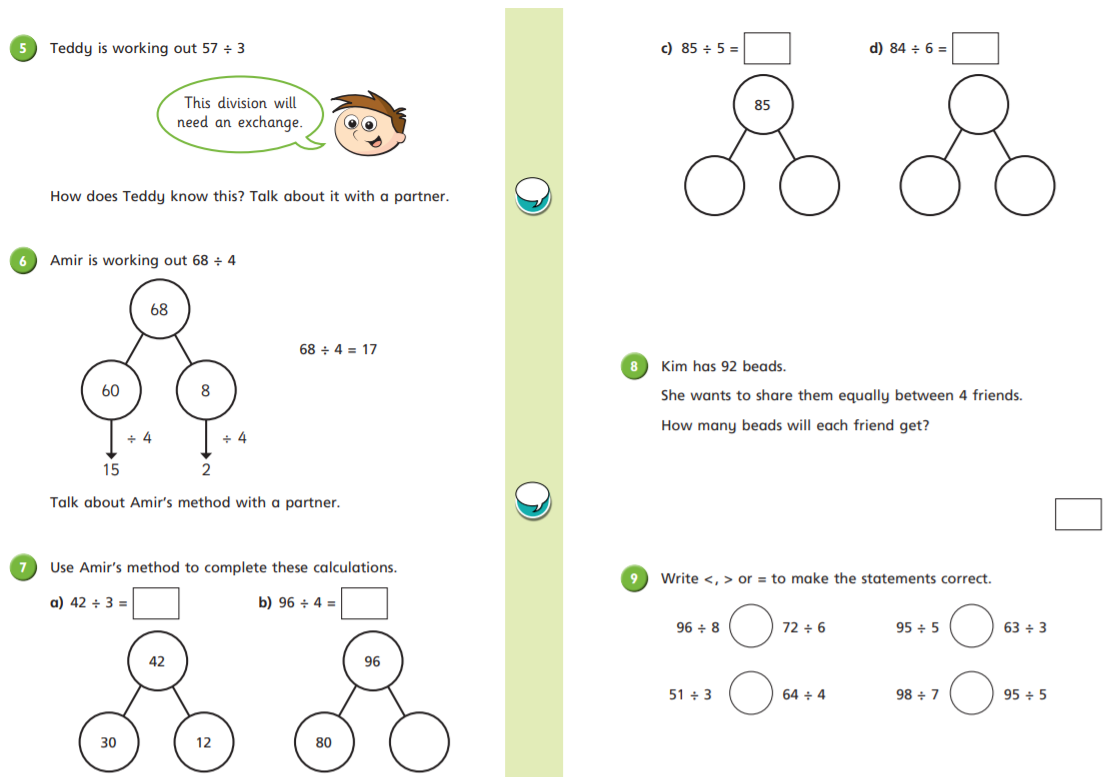 5 Teddy is working out 57 ÷ 3
This division will
need an exchange.
How does Teddy know this? Talk about it with a partner.
6 Amir is working out 68 ÷ 4
68
68 ÷ 4 = 17
60 8
÷ 4 ÷ 4
15 2
Talk about Amir's method with a partner.
7 Use Amir's method to complete these calculations.
a) 42 ÷ 3 =
b) 96 ÷ 4 =
42 96
30 12 80
c) 85 ÷ 5 =
d) 84 ÷ 6 =
85
8 Kim has 92 beads.
She wants to share them equally between 4 friends.
How many beads will each friend get?
9 Write <, > or = to make the statements correct.
96 ÷ 8 72 ÷ 6 95 ÷ 5 63 ÷ 3
51 ÷ 3 64 ÷ 4 98 ÷ 7 95 ÷ 5